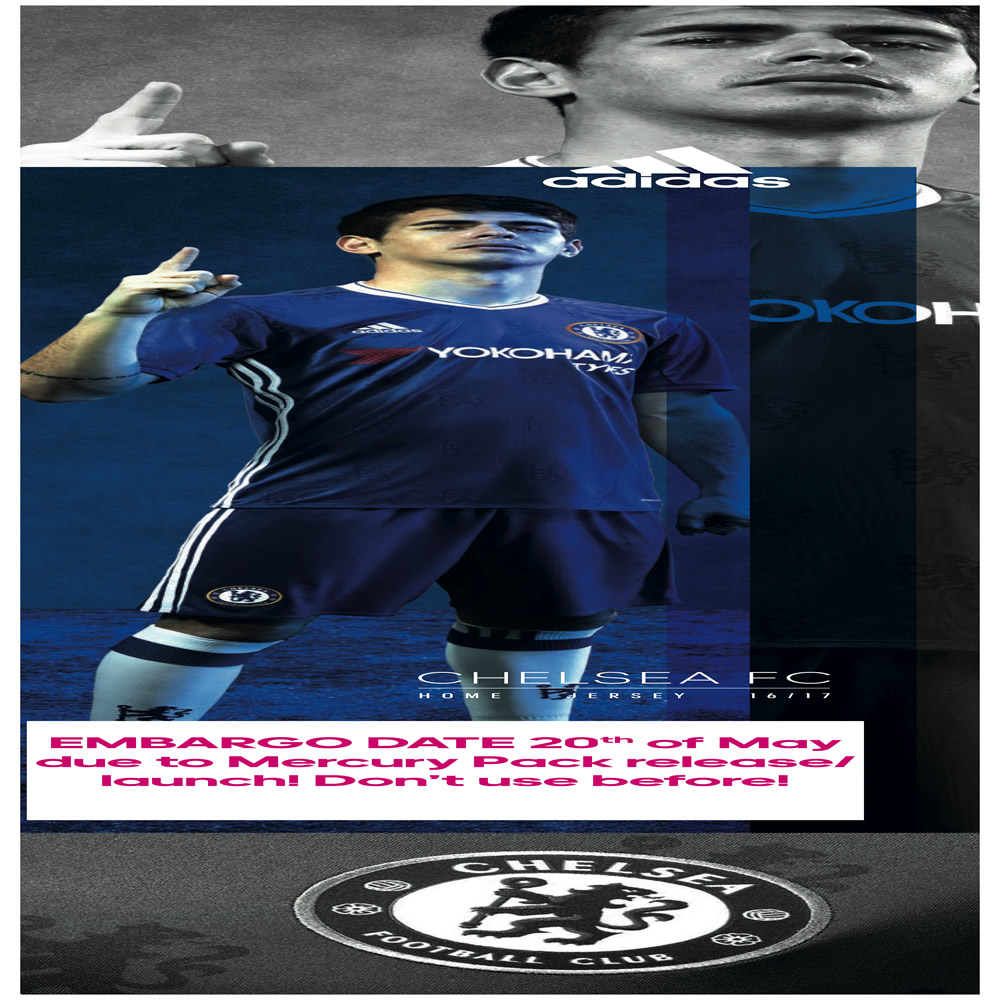 adidas
OKOH
adidas
YOKOHAMA
TYRES
CHELSEA FC
HOME JERSEY 16/17
EMBARGO DATE 20th of May
due to Mercury Pack release/
launch! Don't use before!
CHELSEA
FOOTBALL CLUB